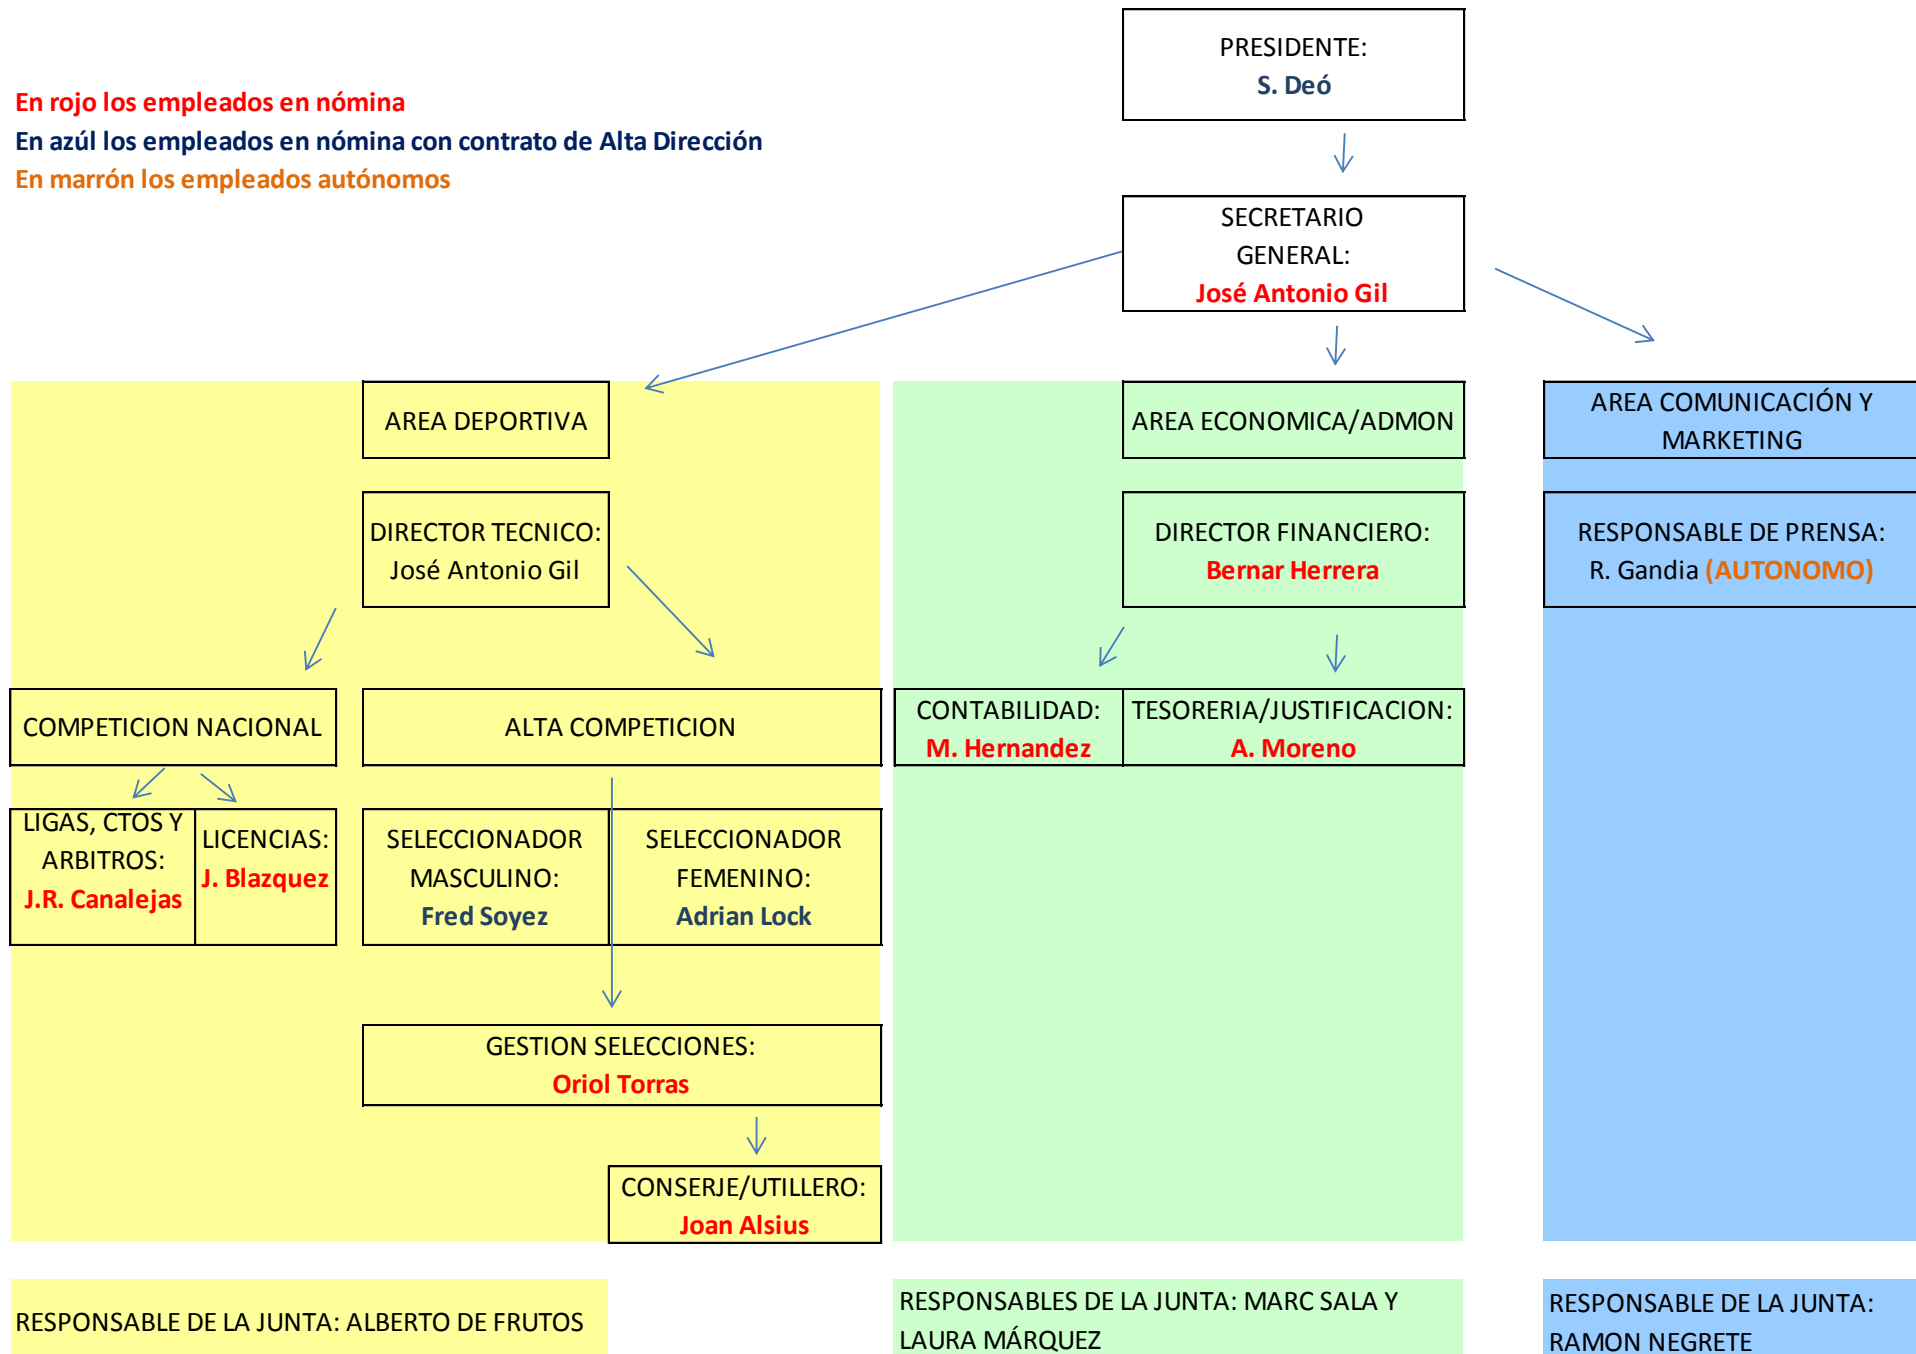 PRESIDENTE:
S. Deó
En rojo los empleados en nómina
En azúl los empleados en nómina con contrato de Alta Dirección
En marrón los empleados autónomos
SECRETARIO
GENERAL:
José Antonio Gil
AREA DEPORTIVA
AREA ECONOMICA/ADMON
AREA COMUNICACIÓN Y
MARKETING
DIRECTOR TECNICO:
José Antonio Gil
DIRECTOR FINANCIERO:
Bernar Herrera
RESPONSABLE DE PRENSA:
R. Gandia (AUTONOMO)
COMPETICION NACIONAL
ALTA COMPETICION
CONTABILIDAD:
M. Hernandez
TESORERIA/JUSTIFICACION:
A. Moreno
LIGAS, CTOS Y
ARBITROS:
J.R. Canalejas
LICENCIAS:
J. Blazquez
SELECCIONADOR
MASCULINO:
Fred Soyez
SELECCIONADOR
FEMENINO:
Adrian Lock
GESTION SELECCIONES:
Oriol Torras
CONSERJE/UTILLERO:
Joan Alsius
RESPONSABLE DE LA JUNTA: ALBERTO DE FRUTOS
RESPONSABLES DE LA JUNTA: MARC SALA Y
LAURA MÁRQUEZ
RESPONSABLE DE LA JUNTA:
RAMON NEGRETE